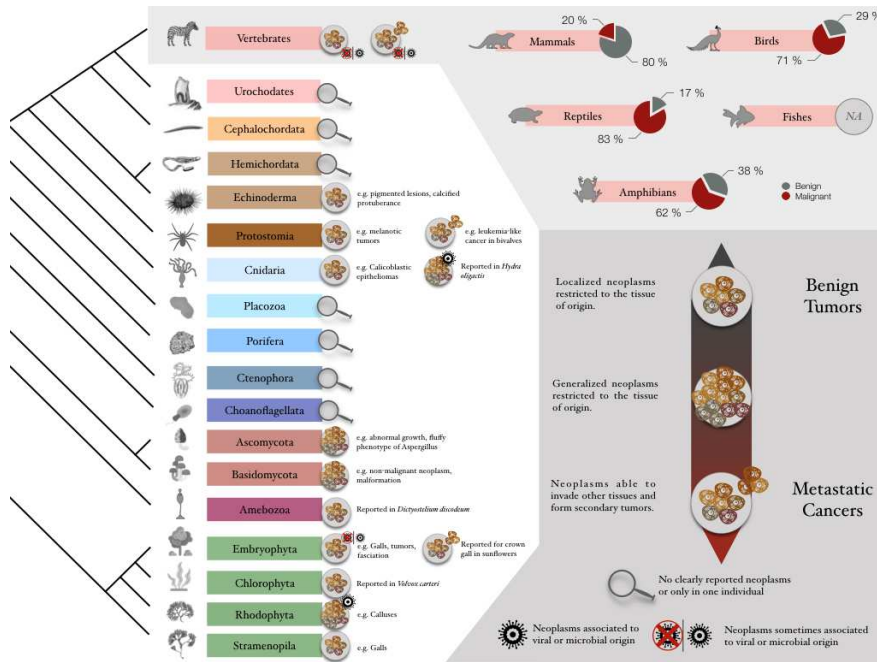 Vertebrates
Urochodates
Cephalochordata
Hemichordata
Echinoderma
e.g. pigmented lesions, calcified
protuberance
Protostomia
e.g. melanotic
tumors
e.g. leukemia-like
cancer in bivalves
Cnidaria
e.g. Calicoblastic
epitheliomas
Reported in Hydra
oligactis
Placozoa
Porifera
Ctenophora
Choanoflagellata
Ascomycota
e.g. abnormal growth, fluffy
phenotype of Aspergillus
Basidomycota
e.g. non-malignant neoplasm,
malformation
Amebozoa
Reported in Dictyostelium discodeum
Embryophyta
e.g. Galls, tumors,
fasciation
Reported for crown
gall in sunflowers
Chlorophyta
Reported in Volvox carteri
Rhodophyta
e.g. Calluses
Stramenopila
e.g. Galls
20 %
Mammals
80 %
29 %
Birds
71 %
17 %
Reptiles
83 %
Fishes
NA
38 %
Amphibians
62 %
Benign
Malignant
Localized neoplasms
restricted to the tissue
of origin.
Benign
Tumors
Generalized neoplasms
restricted to the tissue
of origin.
Neoplasms able to
invade other tissues and
form secondary tumors.
Metastatic
Cancers
No clearly reported neoplasms
or only in one individual
Neoplasms associated to
viral or microbial origin
Neoplasms sometimes associated
to viral or microbial origin